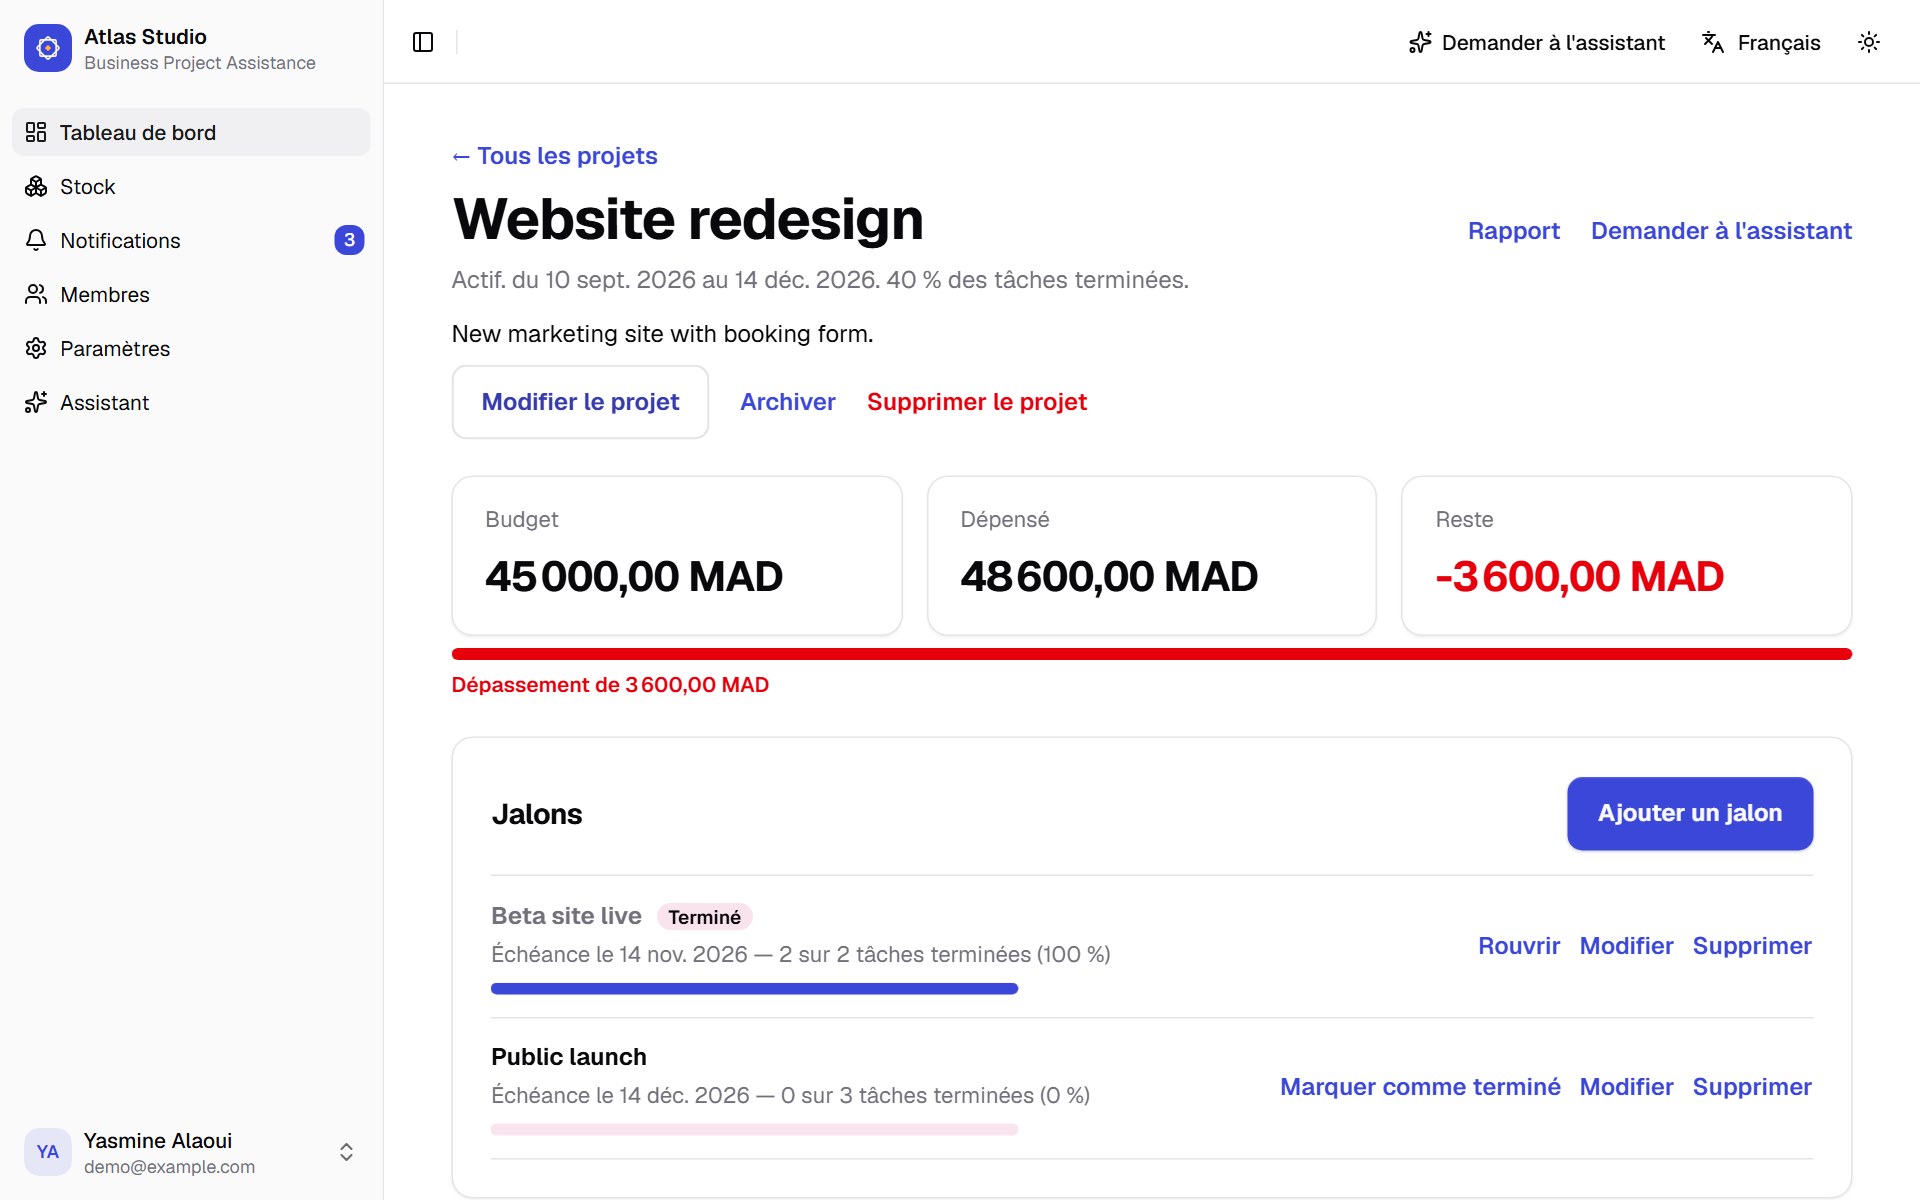 Atlas Studio
Business Project Assistance
Tableau de bord
Stock
Notifications 3
Membres
Paramètres
Assistant
YA
Yasmine Alaoui
demo@example.com
Demander à l'assistant
Français
← Tous les projets
Website redesign
Rapport Demander à l'assistant
Actif. du 10 sept. 2026 au 14 déc. 2026. 40 % des tâches terminées.
New marketing site with booking form.
Modifier le projet Archiver Supprimer le projet
Budget
45 000,00 MAD
Dépensé
48 600,00 MAD
Reste
-3 600,00 MAD
Dépassement de 3 600,00 MAD
Jalons
Ajouter un jalon
Beta site live Terminé
Échéance le 14 nov. 2026 — 2 sur 2 tâches terminées (100 %)
Rouvrir Modifier Supprimer
Public launch
Échéance le 14 déc. 2026 — 0 sur 3 tâches terminées (0 %)
Marquer comme terminé Modifier Supprimer